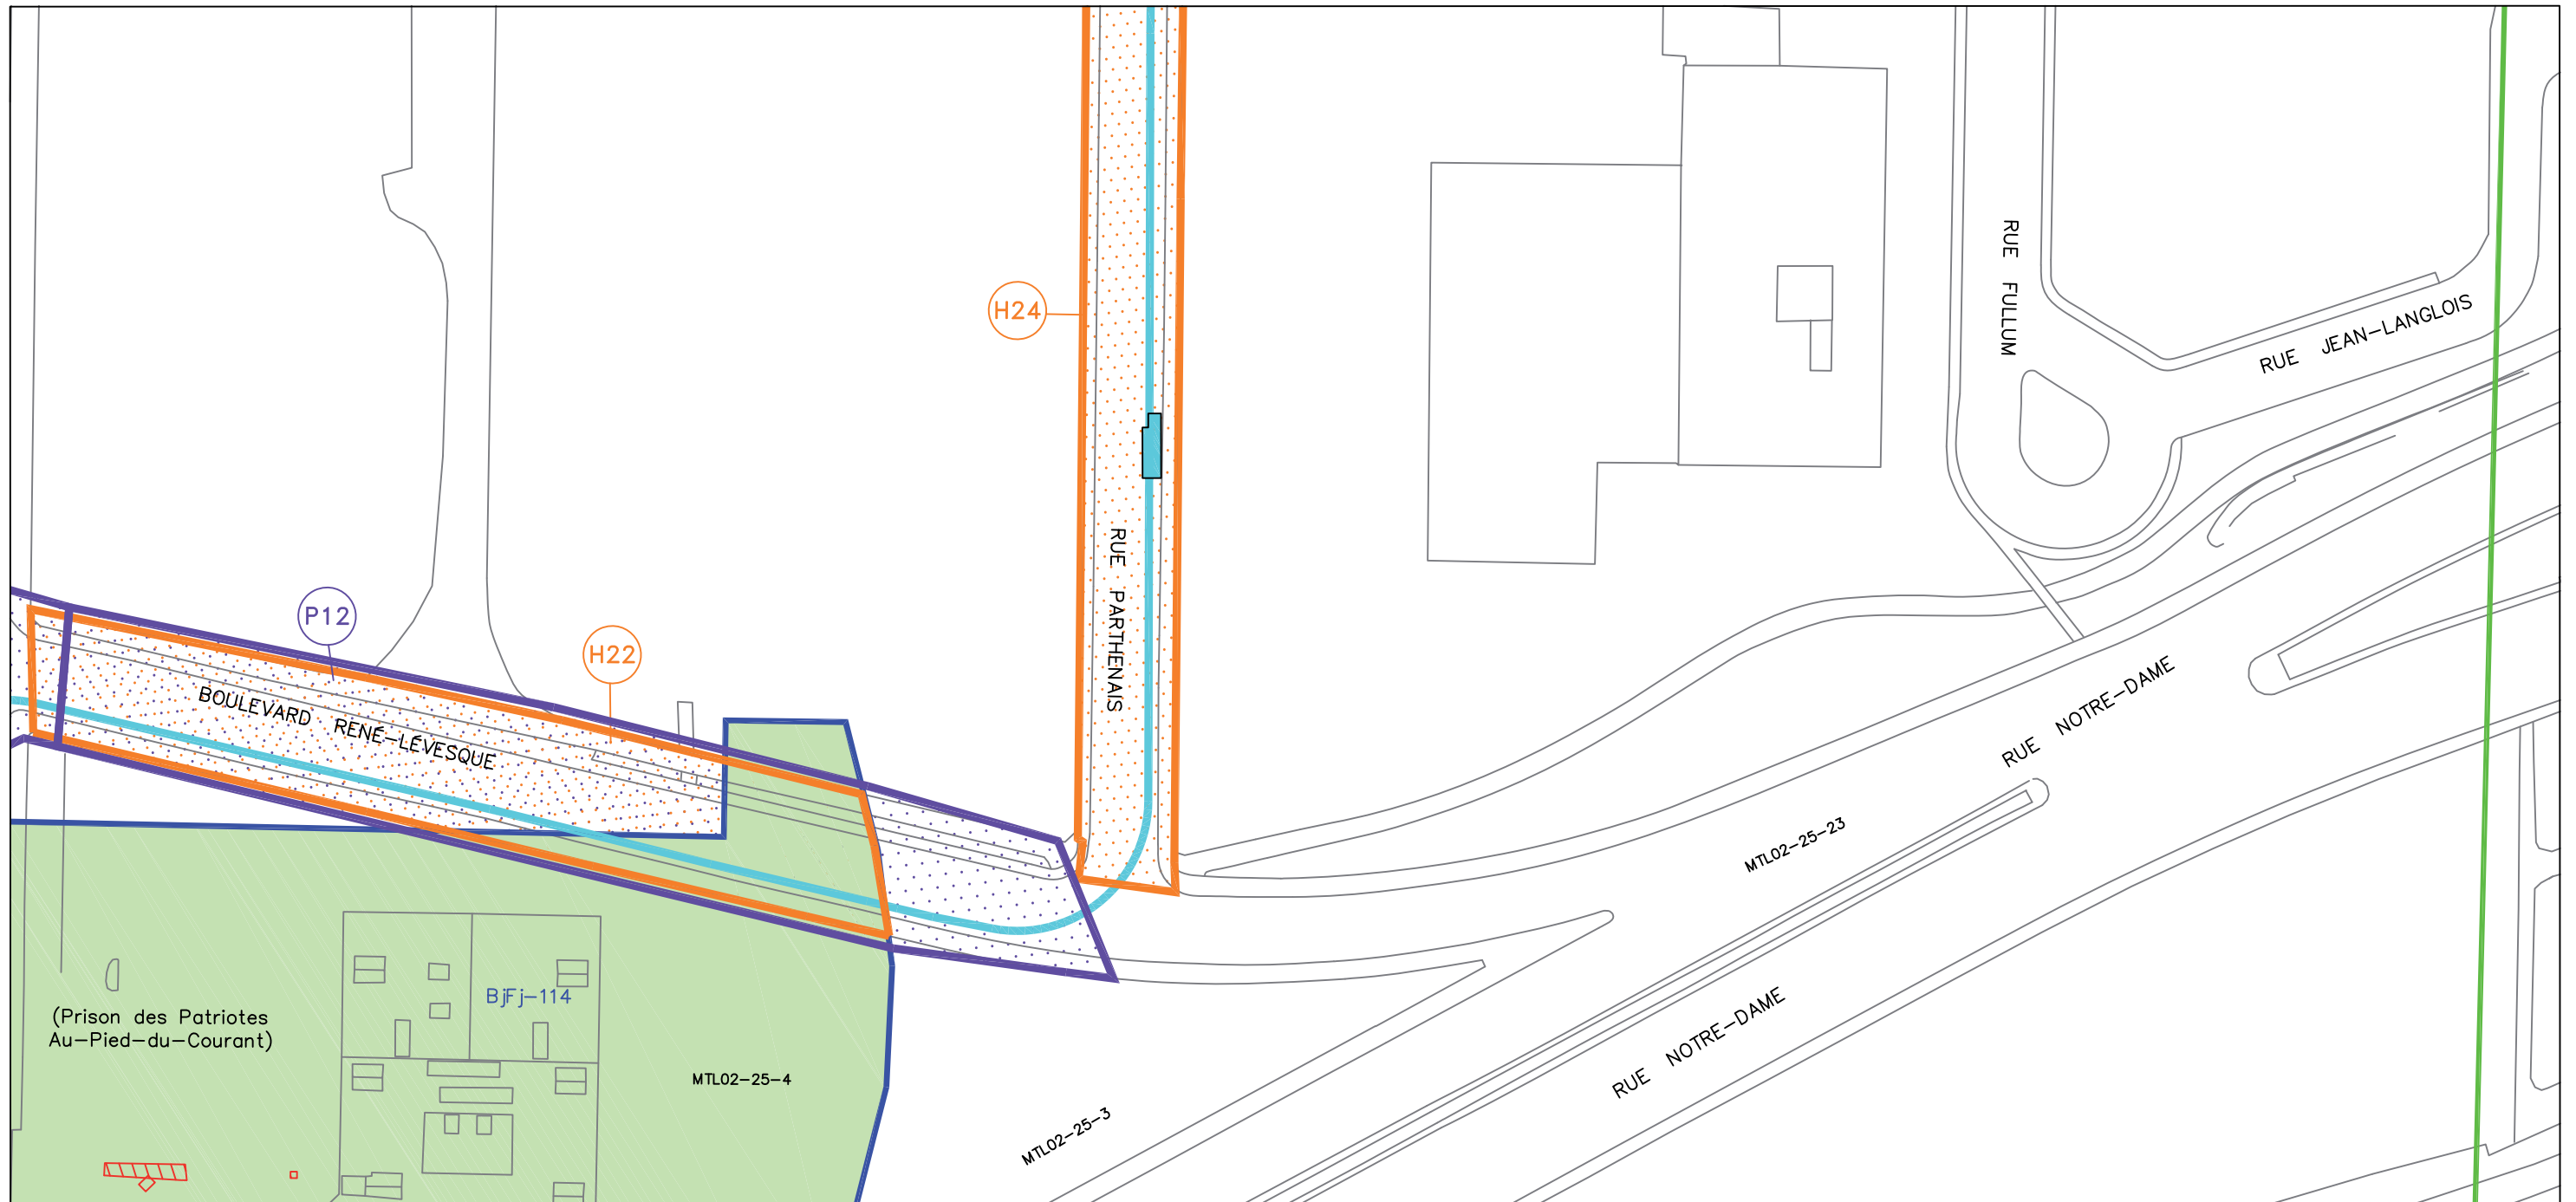 RUE FULLUM
H24
RUE JEAN-LANGLOIS
P12
H22
RUE PARTHENAIS
BOULEVARD RENÉ-LÉVESQUE
RUE NOTRE-DAME
MTL02-25-23
BjFj-114
(Prison des Patriotes
Au-Pied-du-Courant)
RUE NOTRE-DAME
MTL02-25-4
MTL02-25-3